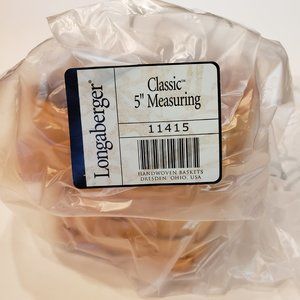 Longaberger®
Classic™
5" Measuring
11415
HANDWOVEN BASKETS
DRESDEN, OHIO, USA